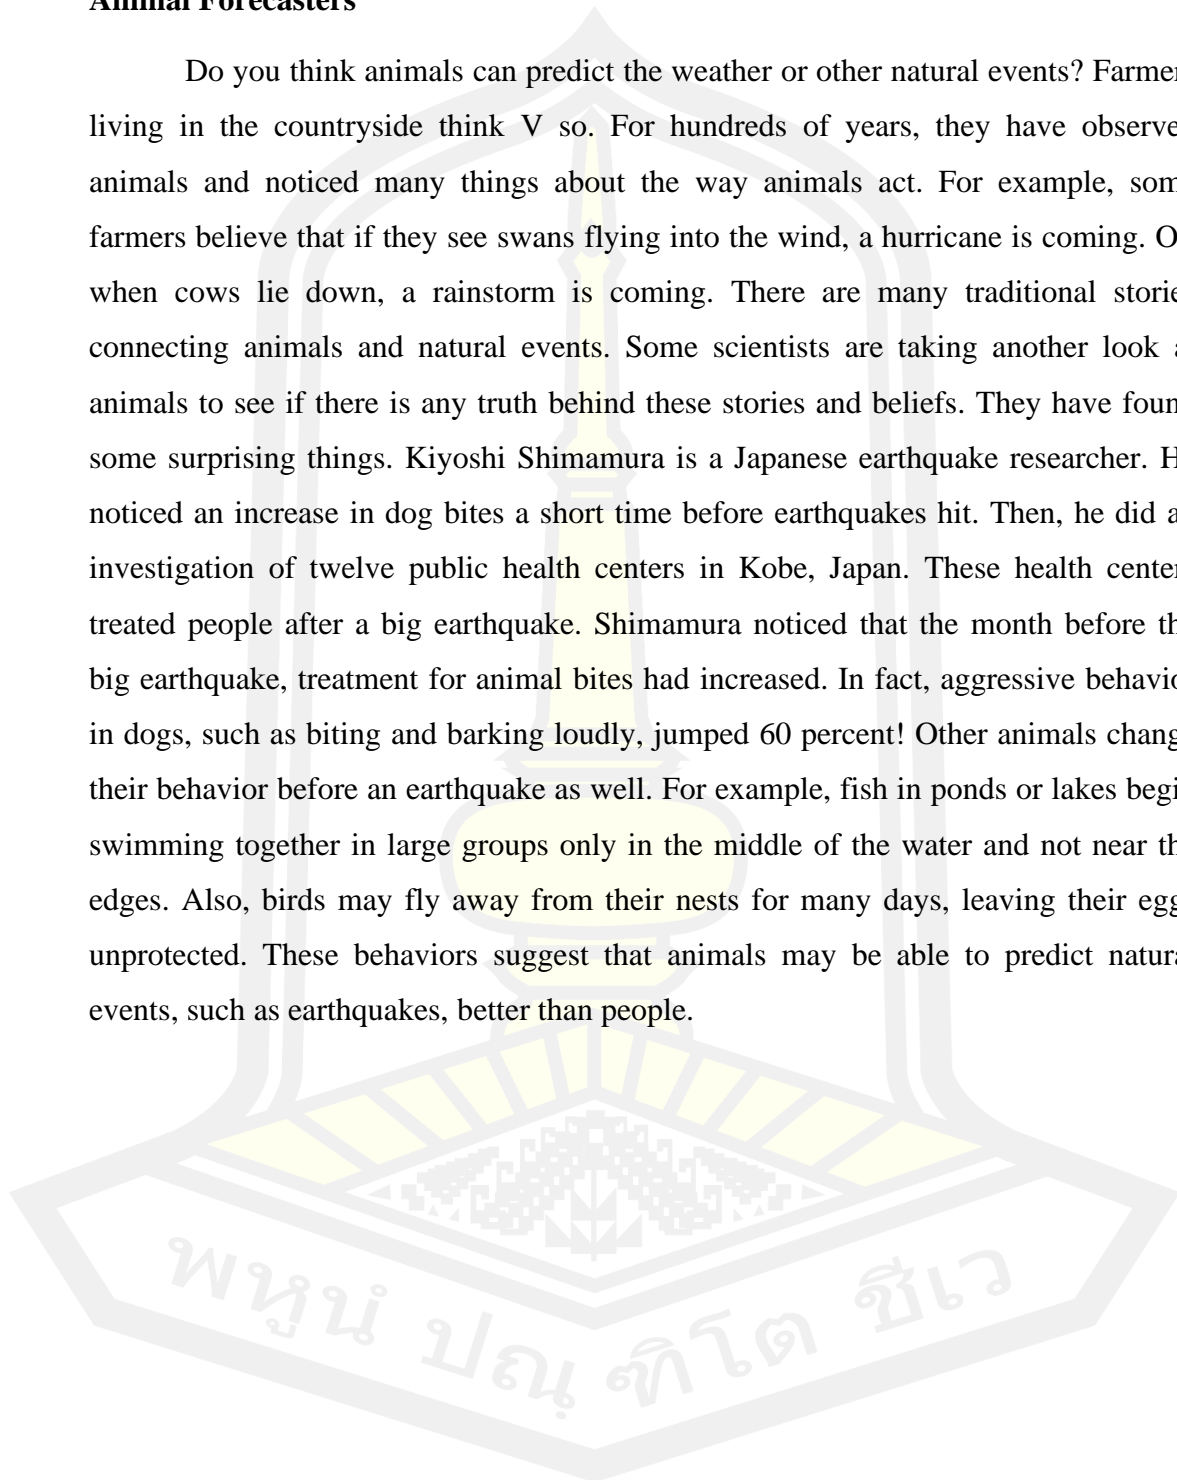 Animal Forecasters
Do you think animals can predict the weather or other natural events? Farmer
living in the countryside think V so. For hundreds of years, they have observe
animals and noticed many things about the way animals act. For example, som
farmers believe that if they see swans flying into the wind, a hurricane is coming. O
when cows lie down, a rainstorm is coming. There are many traditional storie
connecting animals and natural events. Some scientists are taking another look a
animals to see if there is any truth behind these stories and beliefs. They have foun
some surprising things. Kiyoshi Shimamura is a Japanese earthquake researcher. H
noticed an increase in dog bites a short time before earthquakes hit. Then, he did a
investigation of twelve public health centers in Kobe, Japan. These health center
treated people after a big earthquake. Shimamura noticed that the month before th
big earthquake, treatment for animal bites had increased. In fact, aggressive behavio
in dogs, such as biting and barking loudly, jumped 60 percent! Other animals chang
their behavior before an earthquake as well. For example, fish in ponds or lakes begi
swimming together in large groups only in the middle of the water and not near th
edges. Also, birds may fly away from their nests for many days, leaving their egg
unprotected. These behaviors suggest that animals may be able to predict natura
events, such as earthquakes, better than people.
พหูนํ ปณฺฑิโต ชีเว